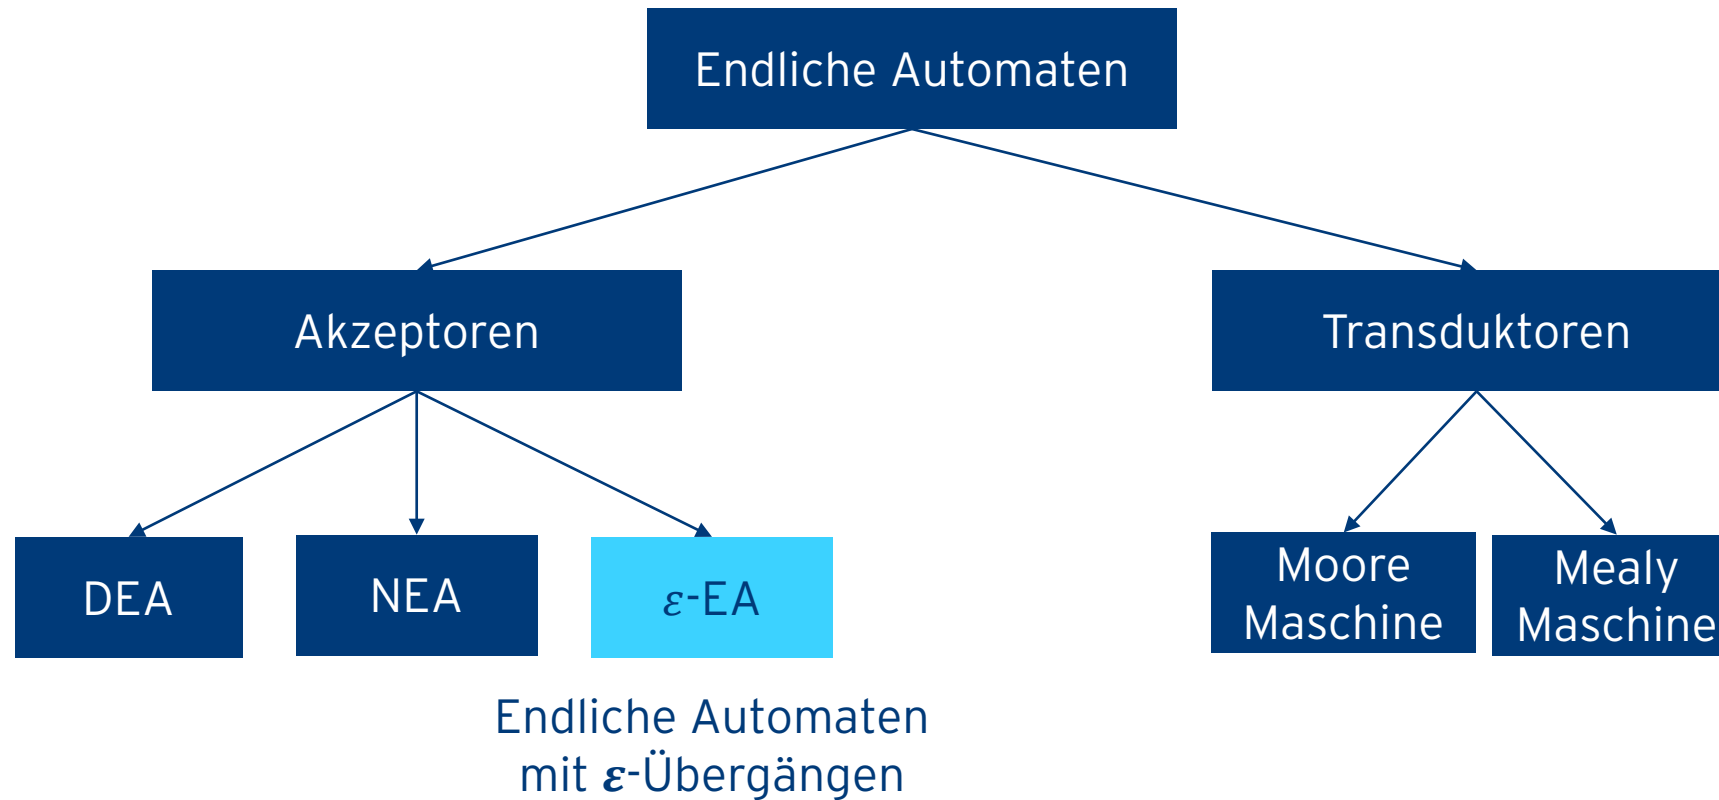 Endliche Automaten
Akzeptoren
Transduktoren
DEA
NEA
ε-EA
Moore
Maschine
Mealy
Maschine
Endliche Automaten
mit ε-Übergängen